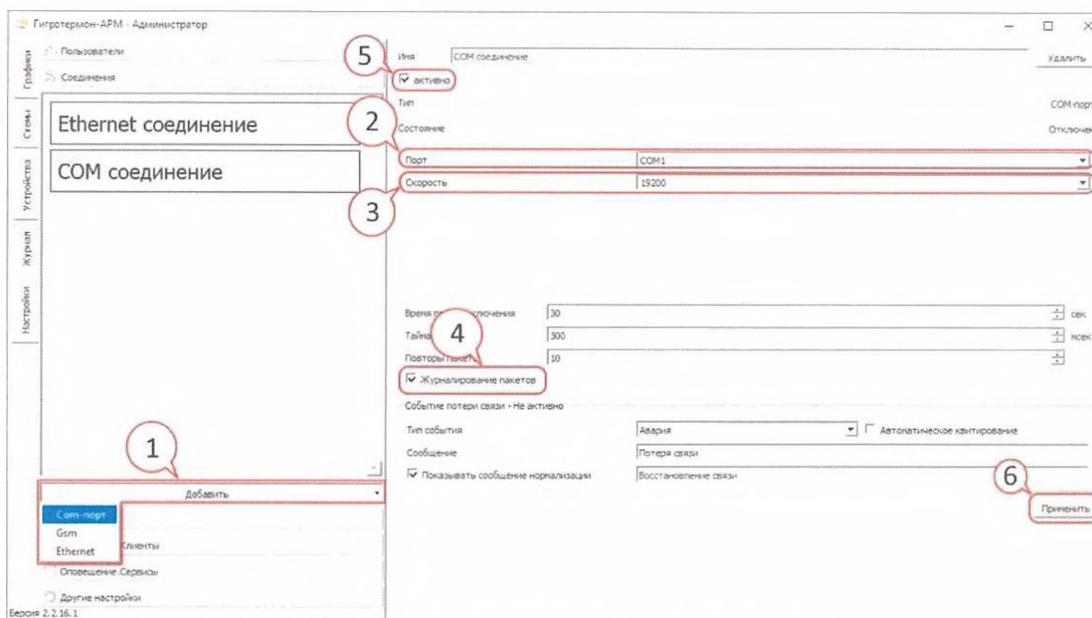 Гигротермон-АРМ - Администратор
Графики
Схемы
Устройства
Журнал
Настройки
Пользователи
Соединения
Ethernet соединение
COM соединение
1
Добавить
Com-порт
Gsm
Ethernet
Клиенты
Оповещение.Сервисы
Другие настройки
Версия 2.2.16.1
5
Имя COM соединение Удалить
активно
Тип COM-порт
2
Состояние Отключен
Порт COM1
Скорость 19200
3
Время 30 сек
4
300 мсек
Повторы 10
Журналирование пакетов
Событие потери связи - Не активно
Тип события Авария Автоматическое квитирование
Сообщение Потеря связи
Показывать сообщение нормализации Восстановление связи
6
Применить